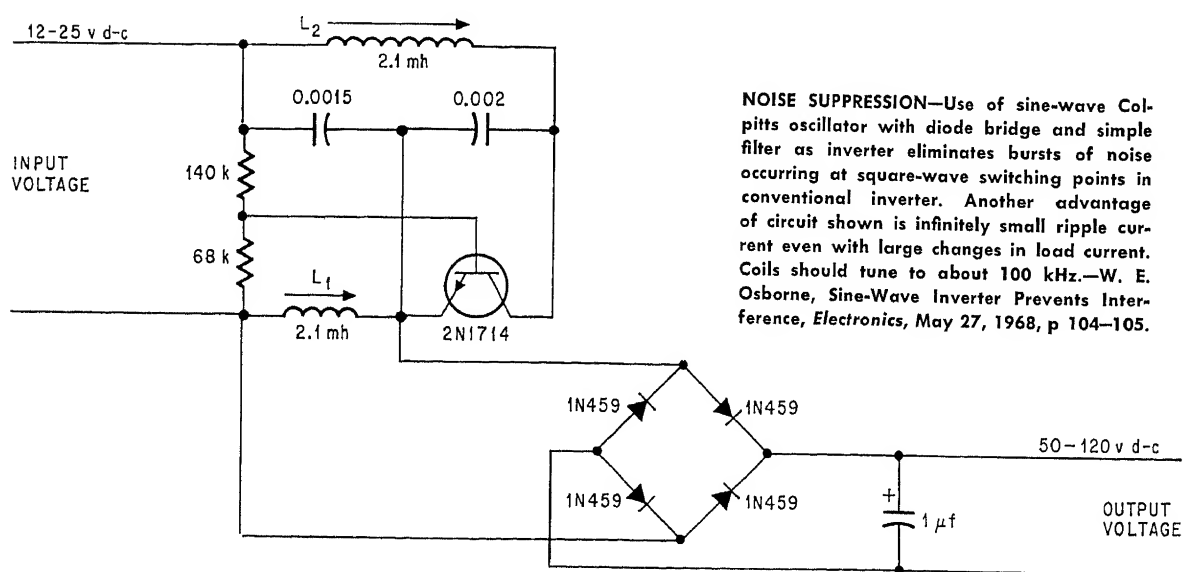 12-25 v d-c
L2
2.1 mh
0.0015
0.002
INPUT
VOLTAGE
140 k
68 k
L1
2.1 mh
2N1714
NOISE SUPPRESSION—Use of sine-wave Col-
pitts oscillator with diode bridge and simple
filter as inverter eliminates bursts of noise
occurring at square-wave switching points in
conventional inverter. Another advantage
of circuit shown is infinitely small ripple cur-
rent even with large changes in load current.
Coils should tune to about 100 kHz.—W. E.
Osborne, Sine-Wave Inverter Prevents Inter-
ference, Electronics, May 27, 1968, p 104–105.
1N459
1N459
1N459
1N459
50-120 v d-c
+
1 μf
OUTPUT
VOLTAGE